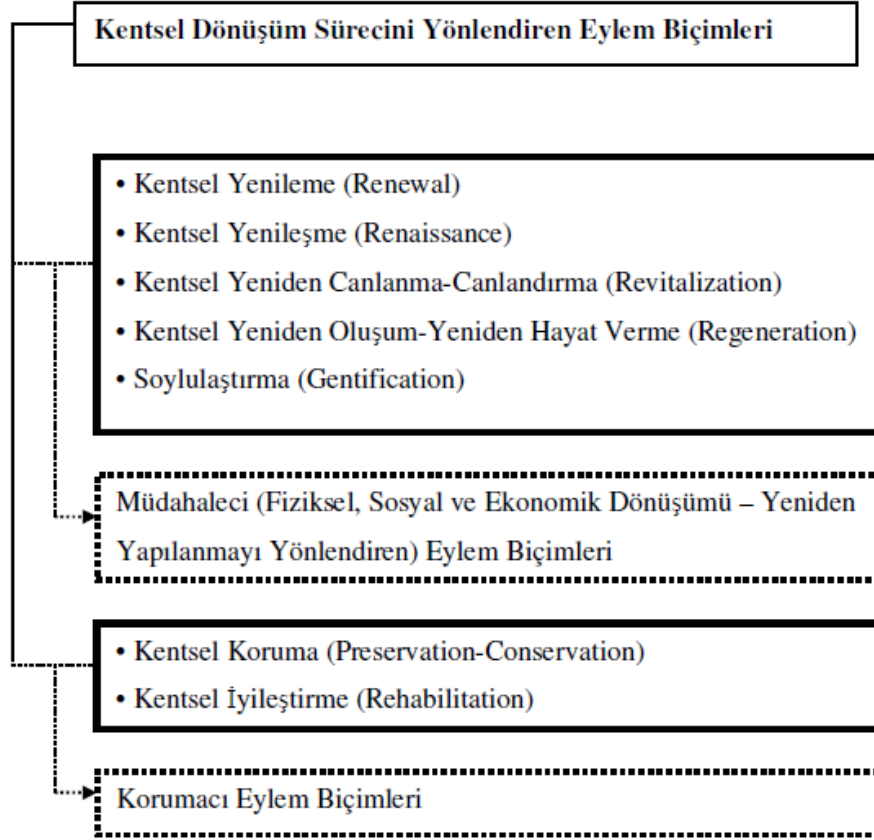 Kentsel Dönüşüm Sürecini Yönlendiren Eylem Biçimleri
• Kentsel Yenileme (Renewal)
• Kentsel Yenileşme (Renaissance)
• Kentsel Yeniden Canlanma-Canlandırma (Revitalization)
• Kentsel Yeniden Oluşum-Yeniden Hayat Verme (Regeneration)
• Soylulaştırma (Gentification)
Müdahaleci (Fiziksel, Sosyal ve Ekonomik Dönüşümü – Yeniden
Yapılanmayı Yönlendiren) Eylem Biçimleri
• Kentsel Koruma (Preservation-Conservation)
• Kentsel İyileştirme (Rehabilitation)
Korumacı Eylem Biçimleri